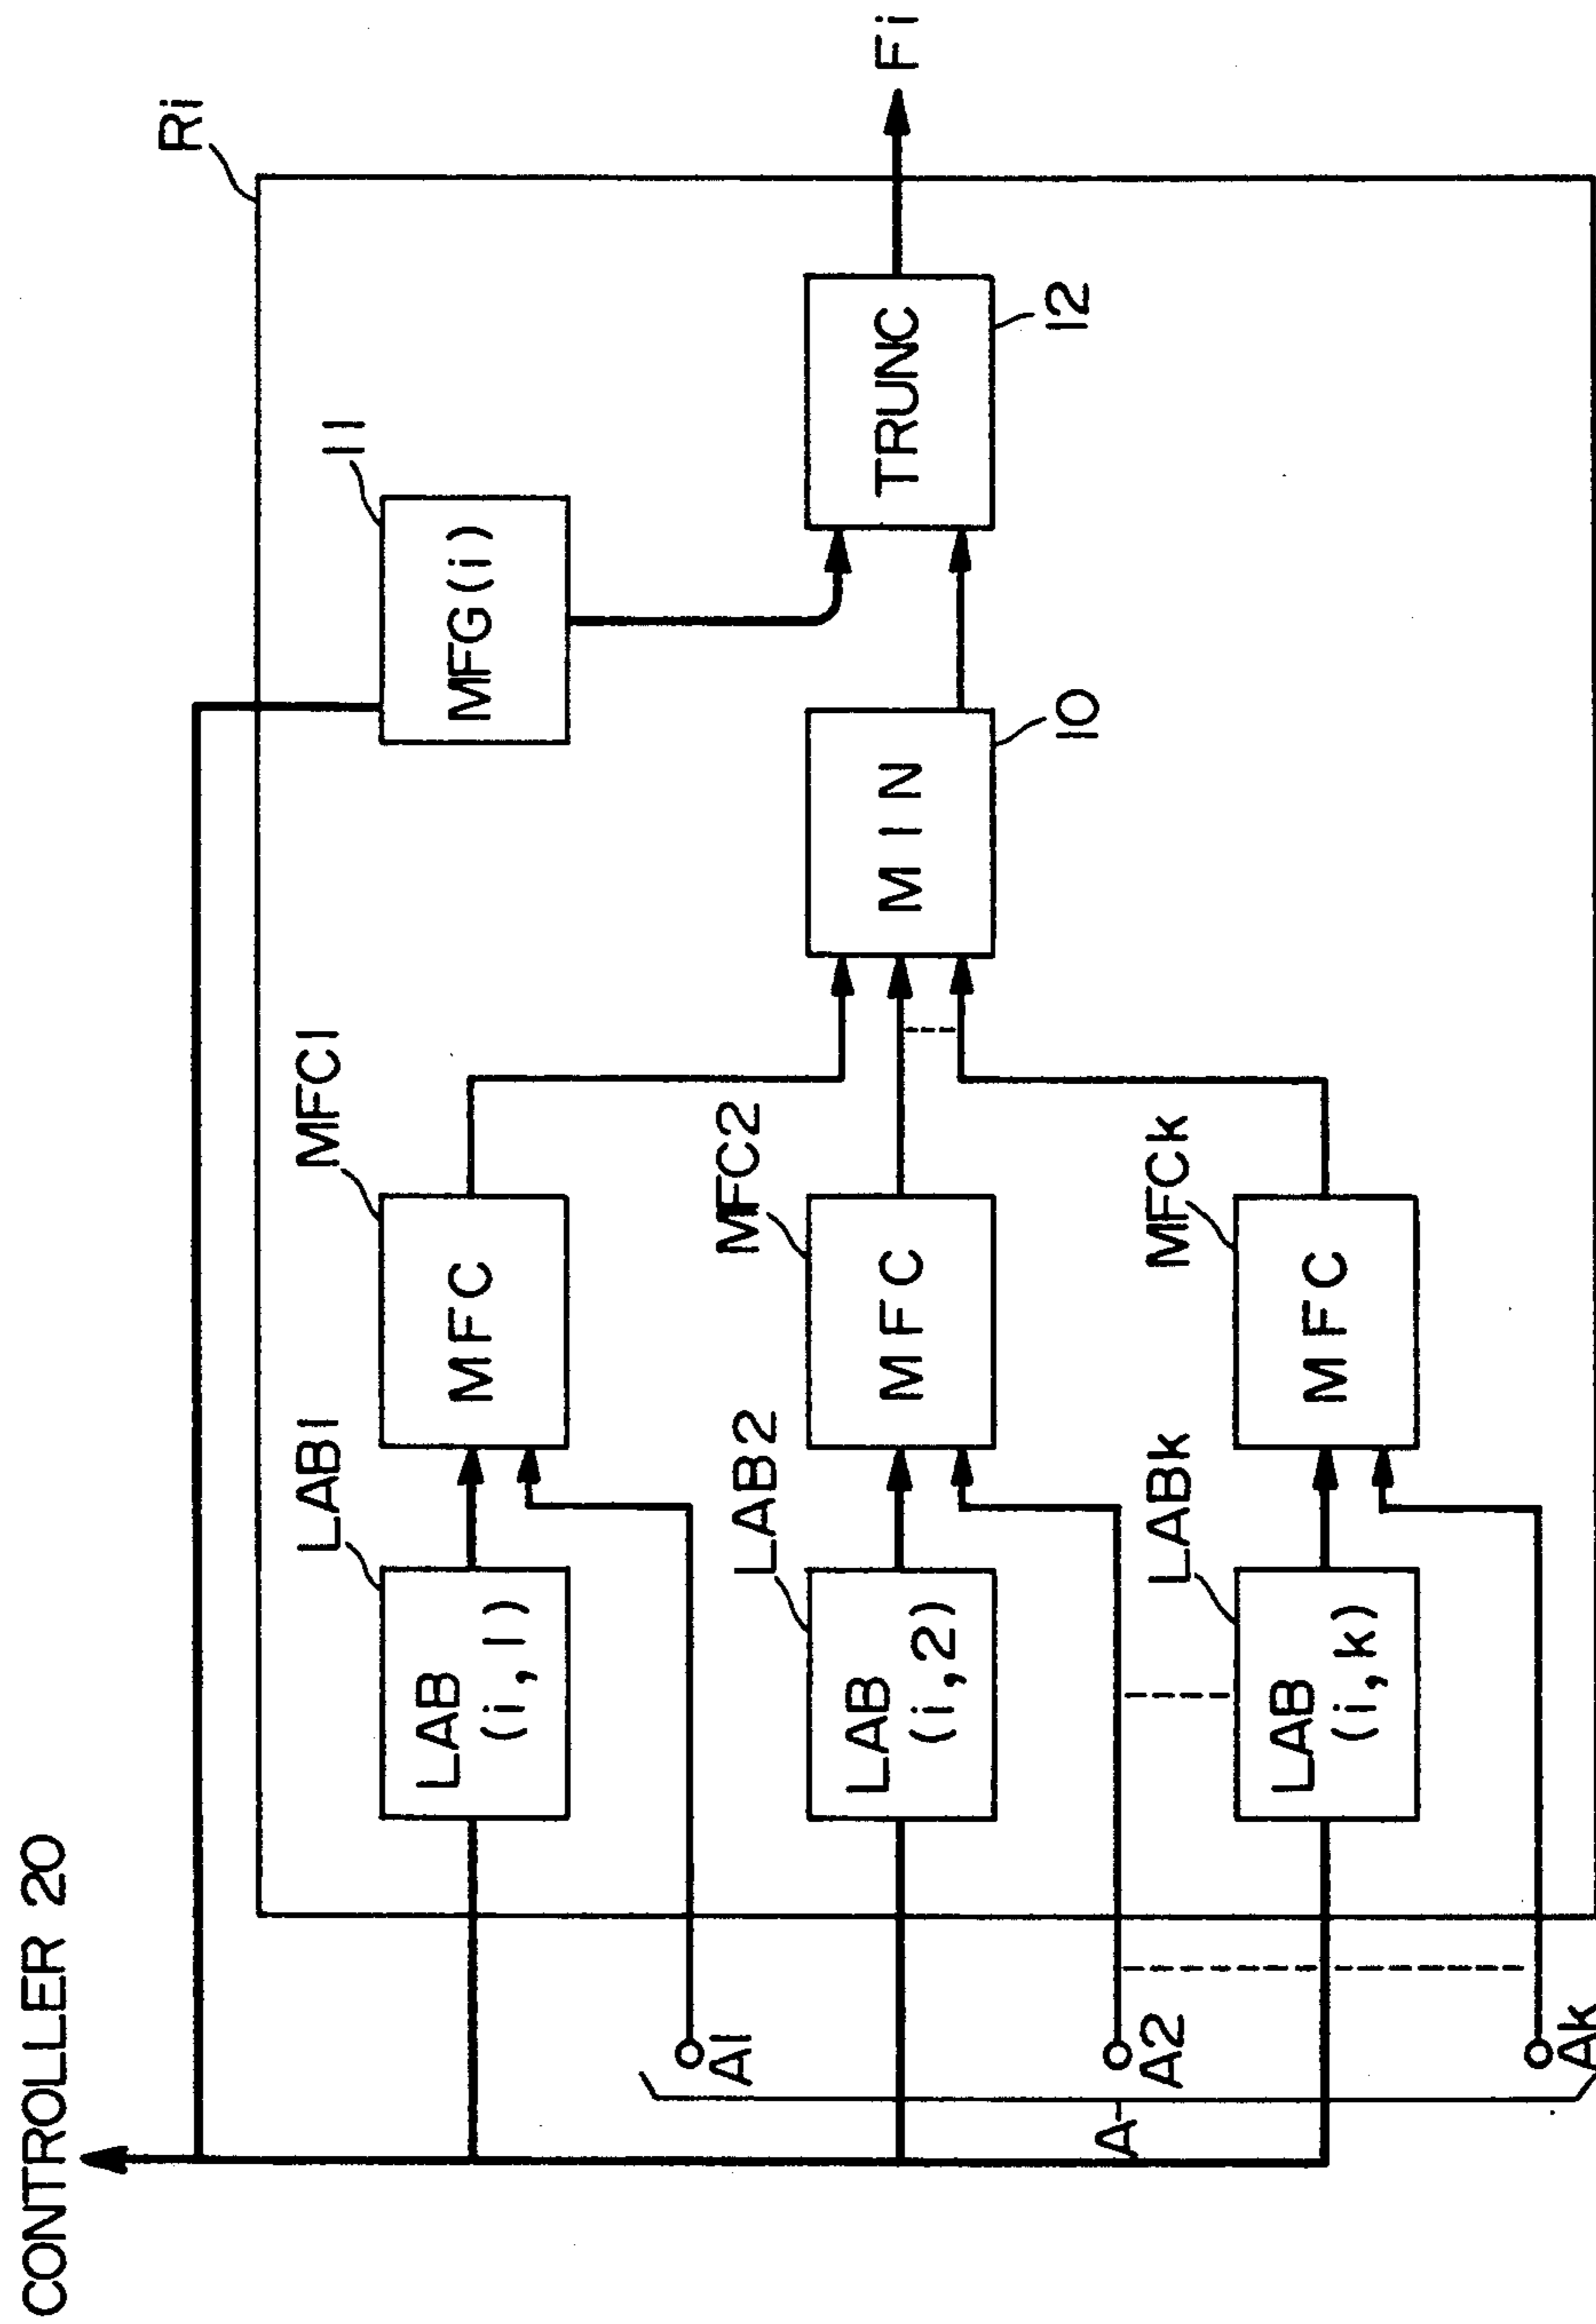 CONTROLLER 20
Ri
11
MFG(i)
LAB1
MFC1
LAB
(i,1)
MFC
A1
LAB2
MFC2
LAB
(i,2)
MFC
MIN
10
TRUNC
12
Fi
A2
A
LABk
MFCk
LAB
(i,k)
MFC
Ak